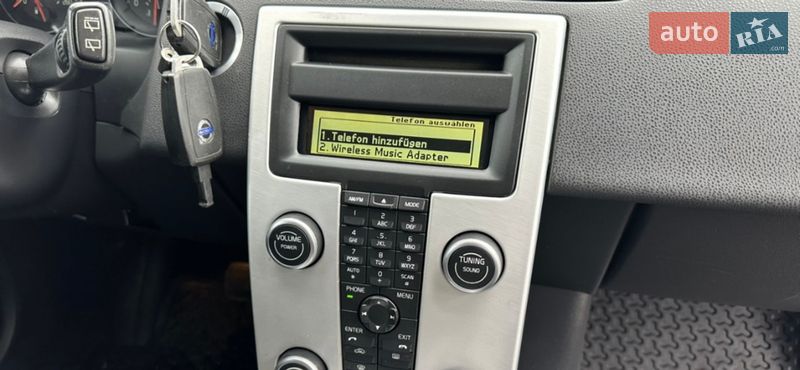 auto RIA
.com
Telefon auswählen
1.Telefon hinzufügen
2.Wireless Music Adapter
AM/FM MODE
1 2 ABC 3 DEF
4 GHI 5 JKL 6 MNO
7 PQRS 8 TUV 9 WXYZ
AUTO 0 + SCAN
VOLUME
POWER
TUNING
SOUND
PHONE MENU
ENTER EXIT
VOLVO